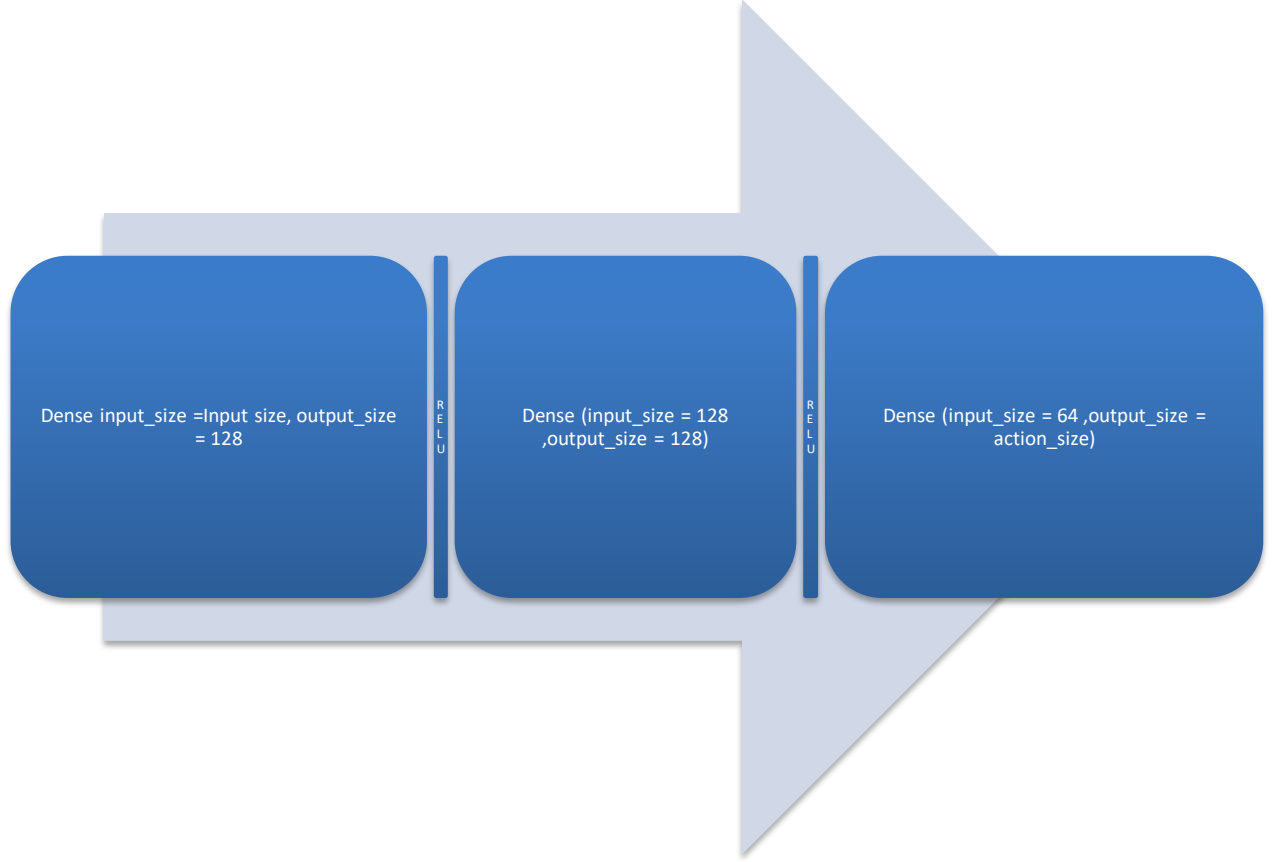 Dense input_size =Input size, output_size
= 128
R
E
L
U
Dense (input_size = 128
,output_size = 128)
R
E
L
U
Dense (input_size = 64 ,output_size =
action_size)